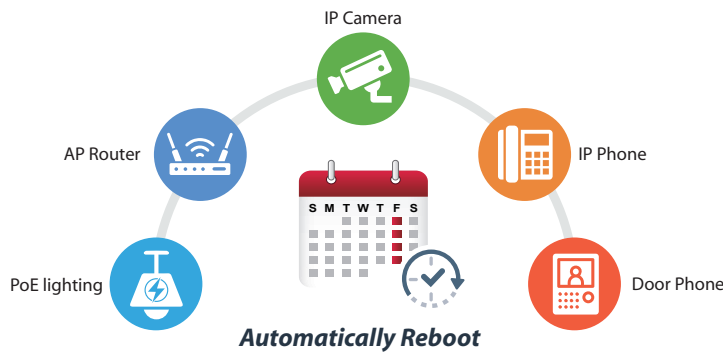 IP Camera
AP Router
IP Phone
S M T W T F S
PoE lighting
Door Phone
Automatically Reboot